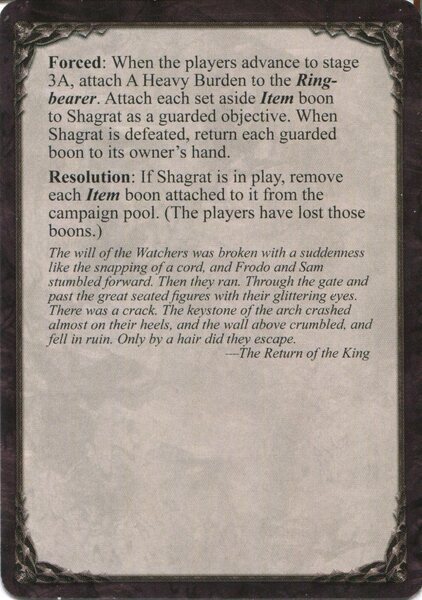 Forced: When the players advance to stage
3A, attach A Heavy Burden to the Ring-
bearer. Attach each set aside Item boon
to Shagrat as a guarded objective. When
Shagrat is defeated, return each guarded
boon to its owner's hand.
Resolution: If Shagrat is in play, remove
each Item boon attached to it from the
campaign pool. (The players have lost those
boons.)
The will of the Watchers was broken with a suddenness
like the snapping of a cord, and Frodo and Sam
stumbled forward. Then they ran. Through the gate and
past the great seated figures with their glittering eyes.
There was a crack. The keystone of the arch crashed
almost on their heels, and the wall above crumbled, and
fell in ruin. Only by a hair did they escape.
—The Return of the King